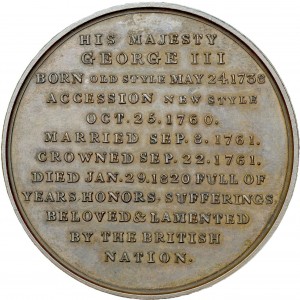 HIS MAJESTY
GEORGE III
BORN OLD STYLE MAY 24.1738
ACCESSION NEW STYLE
OCT. 25. 1760.
MARRIED SEP. 8. 1761.
CROWNED SEP. 22. 1761.
DIED JAN. 29. 1820 FULL OF
YEARS. HONORS. SUFFERINGS.
BELOVED & LAMENTED
BY THE BRITISH
NATION.